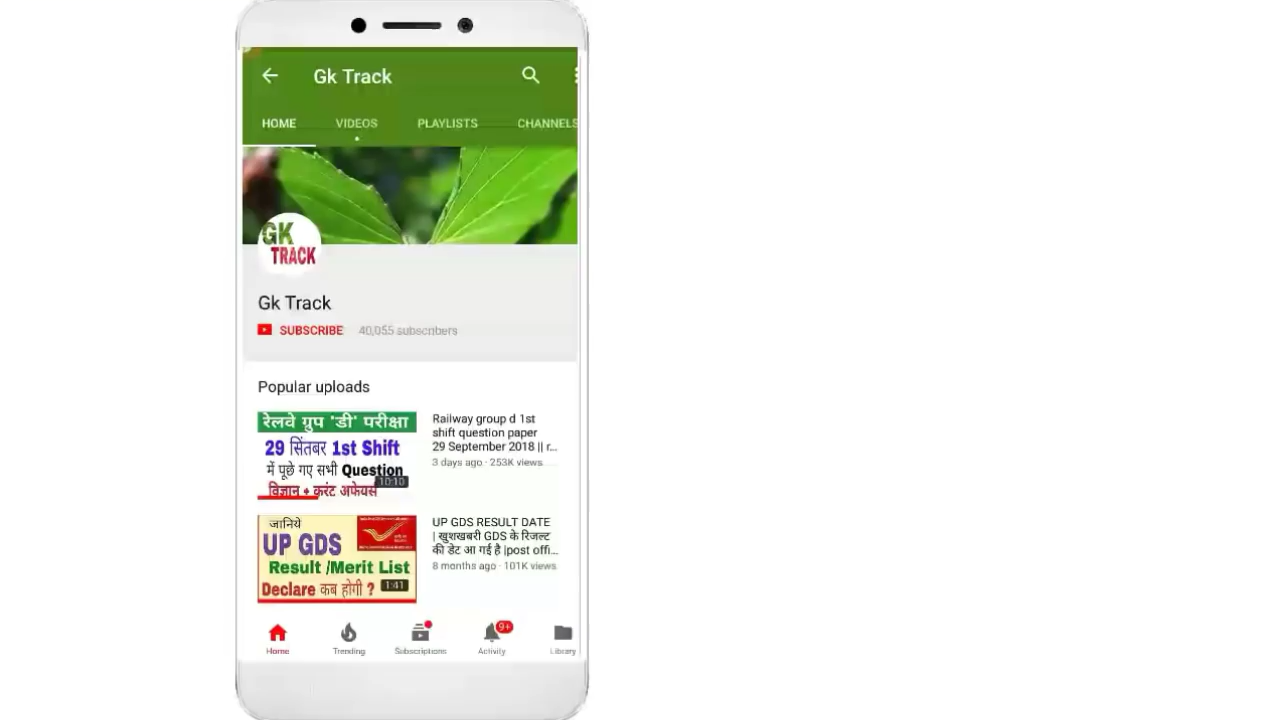 Gk Track
HOME VIDEOS PLAYLISTS CHANNELS
GK
TRACK
Gk Track
SUBSCRIBE 40,055 subscribers
Popular uploads
रेलवे ग्रुप 'डी' परीक्षा
29 सितंबर 1st Shift
में पूछे गए सभी Question
विज्ञान + करंट अफेयर्स
10:10
Railway group d 1st
shift question paper
29 September 2018 || r...
3 days ago · 253K views
जानिये
UP GDS
Result /Merit List
Declare कब होगी ?
1:41
UP GDS RESULT DATE
| खुशखबरी GDS के रिजल्ट
की डेट आ गई है |post offi...
8 months ago · 101K views
9+
Home Trending Subscriptions Activity Library